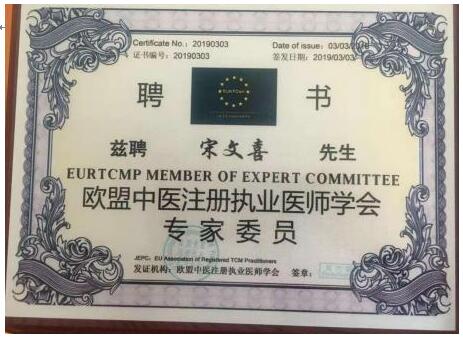 Certificate No.: 20190303 Date of issue: 03/03/2019
证书编号: 20190303 签发日期: 2019/03/03
聘 书
EURTCMP
兹聘 宋文喜 先生
EURTCMP MEMBER OF EXPERT COMMITTEE
欧盟中医注册执业医师学会
专家委员
JEPC: EU Association of Registered TCM Practitioners
发证机构: 欧盟中医注册执业医师学会 签章: